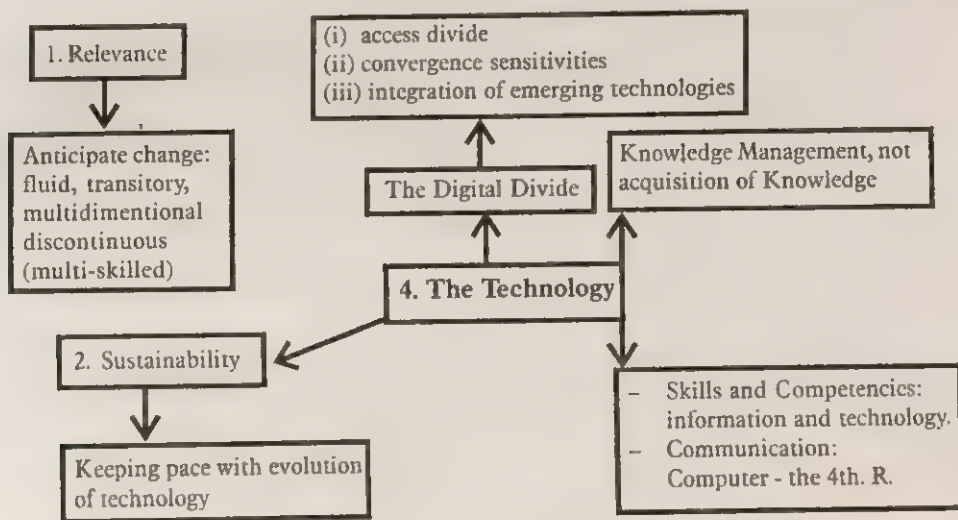 1. Relevance
Anticipate change:
fluid, transitory,
multidimentional
discontinuous
(multi-skilled)
(i) access divide
(ii) convergence sensitivities
(iii) integration of emerging technologies
The Digital Divide
Knowledge Management, not
acquisition of Knowledge
4. The Technology
2. Sustainability
Keeping pace with evolution
of technology
- Skills and Competencies:
information and technology.
- Communication:
Computer - the 4th. R.